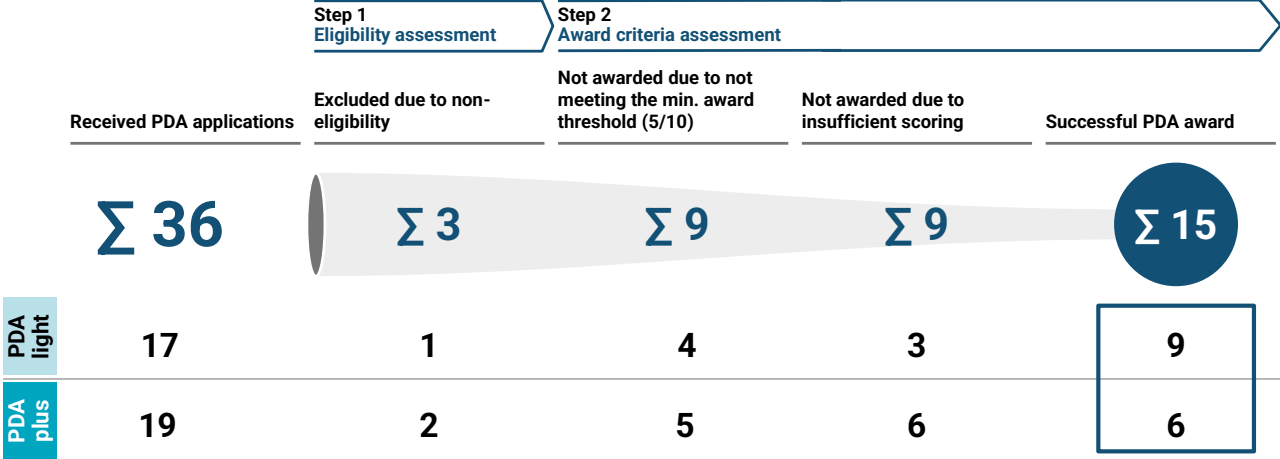 Step 1
Eligibility assessment
Step 2
Award criteria assessment
Received PDA applications
Excluded due to non-
eligibility
Not awarded due to not
meeting the min. award
threshold (5/10)
Not awarded due to
insufficient scoring
Successful PDA award
∑ 36
∑ 3
∑ 9
∑ 9
∑ 15
PDA
light
17
1
4
3
9
PDA
plus
19
2
5
6
6